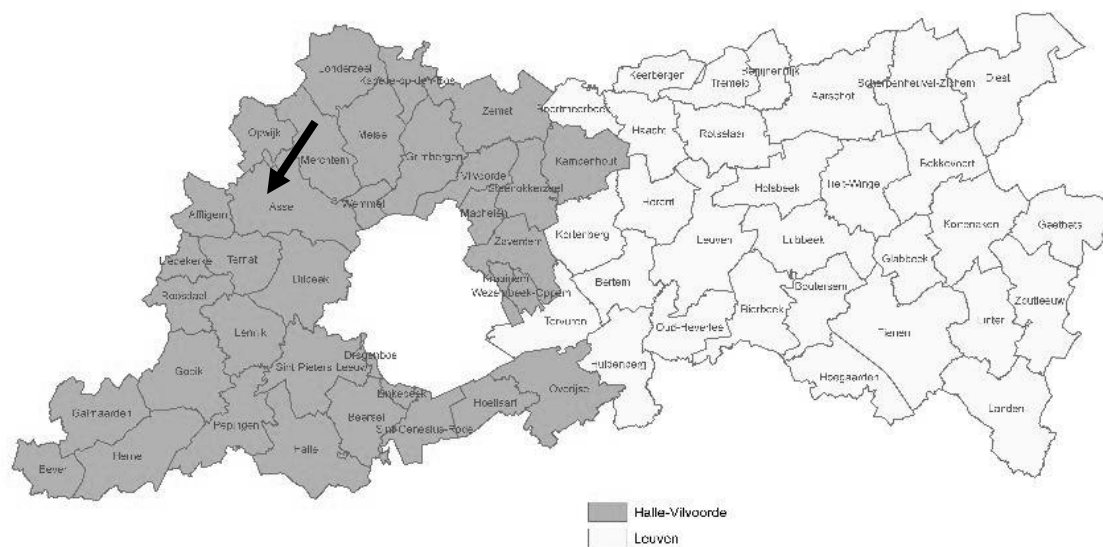 Londerzeel
Kapelle-op-den-Bos
Zemst
Opwijk
Merchtem
Meise
Grimbergen
Vilvoorde
Steenokkerzeel
Kampenhout
Affligem
Asse
Wemmel
Machelen
Zaventem
Liedekerke
Ternat
Dilbeek
Kraainem
Wezembeek-Oppem
Roosdaal
Lennik
Drogenbos
Gooik
Sint Pieters Leeuw
Linkebeek
Overijse
Galmaarden
Pepingen
Beersel
Hoeilaart
Sint-Genesius-Rode
Bever
Herne
Halle
Keerbergen
Tremelo
Begijnendijk
Aarschot
Scherpenheuvel-Zichem
Diest
Boortmeerbeek
Haacht
Rotselaar
Bekkevoort
Holsbeek
Tielt-Winge
Herent
Kortenaken
Geetbets
Kortenberg
Leuven
Lubbeek
Glabbeek
Bertem
Boutersem
Zoutleeuw
Tervuren
Oud-Heverlee
Bierbeek
Tienen
Linter
Huldenberg
Hoegaarden
Landen
Halle-Vilvoorde
Leuven